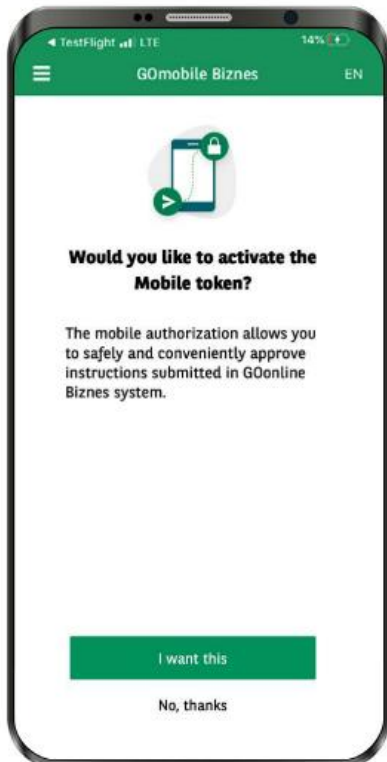 TestFlight LTE 14%
GOmobile Biznes EN
Would you like to activate the
Mobile token?
The mobile authorization allows you
to safely and conveniently approve
instructions submitted in GOonline
Biznes system.
I want this
No, thanks